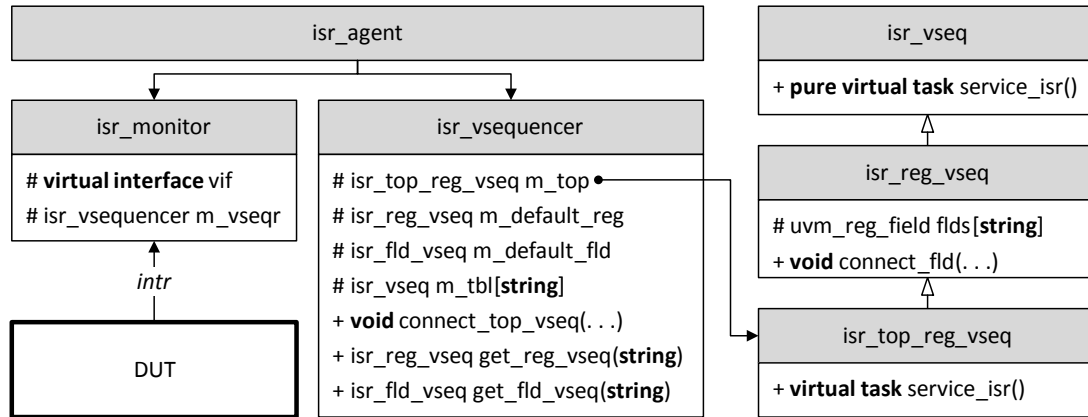 isr_agent
isr_monitor
# virtual interface vif
# isr_vsequencer m_vseqr
intr
DUT
isr_vsequencer
# isr_top_reg_vseq m_top
# isr_reg_vseq m_default_reg
# isr_fld_vseq m_default_fld
# isr_vseq m_tbl[string]
+ void connect_top_vseq(. . .)
+ isr_reg_vseq get_reg_vseq(string)
+ isr_fld_vseq get_fld_vseq(string)
isr_vseq
+ pure virtual task service_isr()
isr_reg_vseq
# uvm_reg_field flds[string]
+ void connect_fld(. . .)
isr_top_reg_vseq
+ virtual task service_isr()